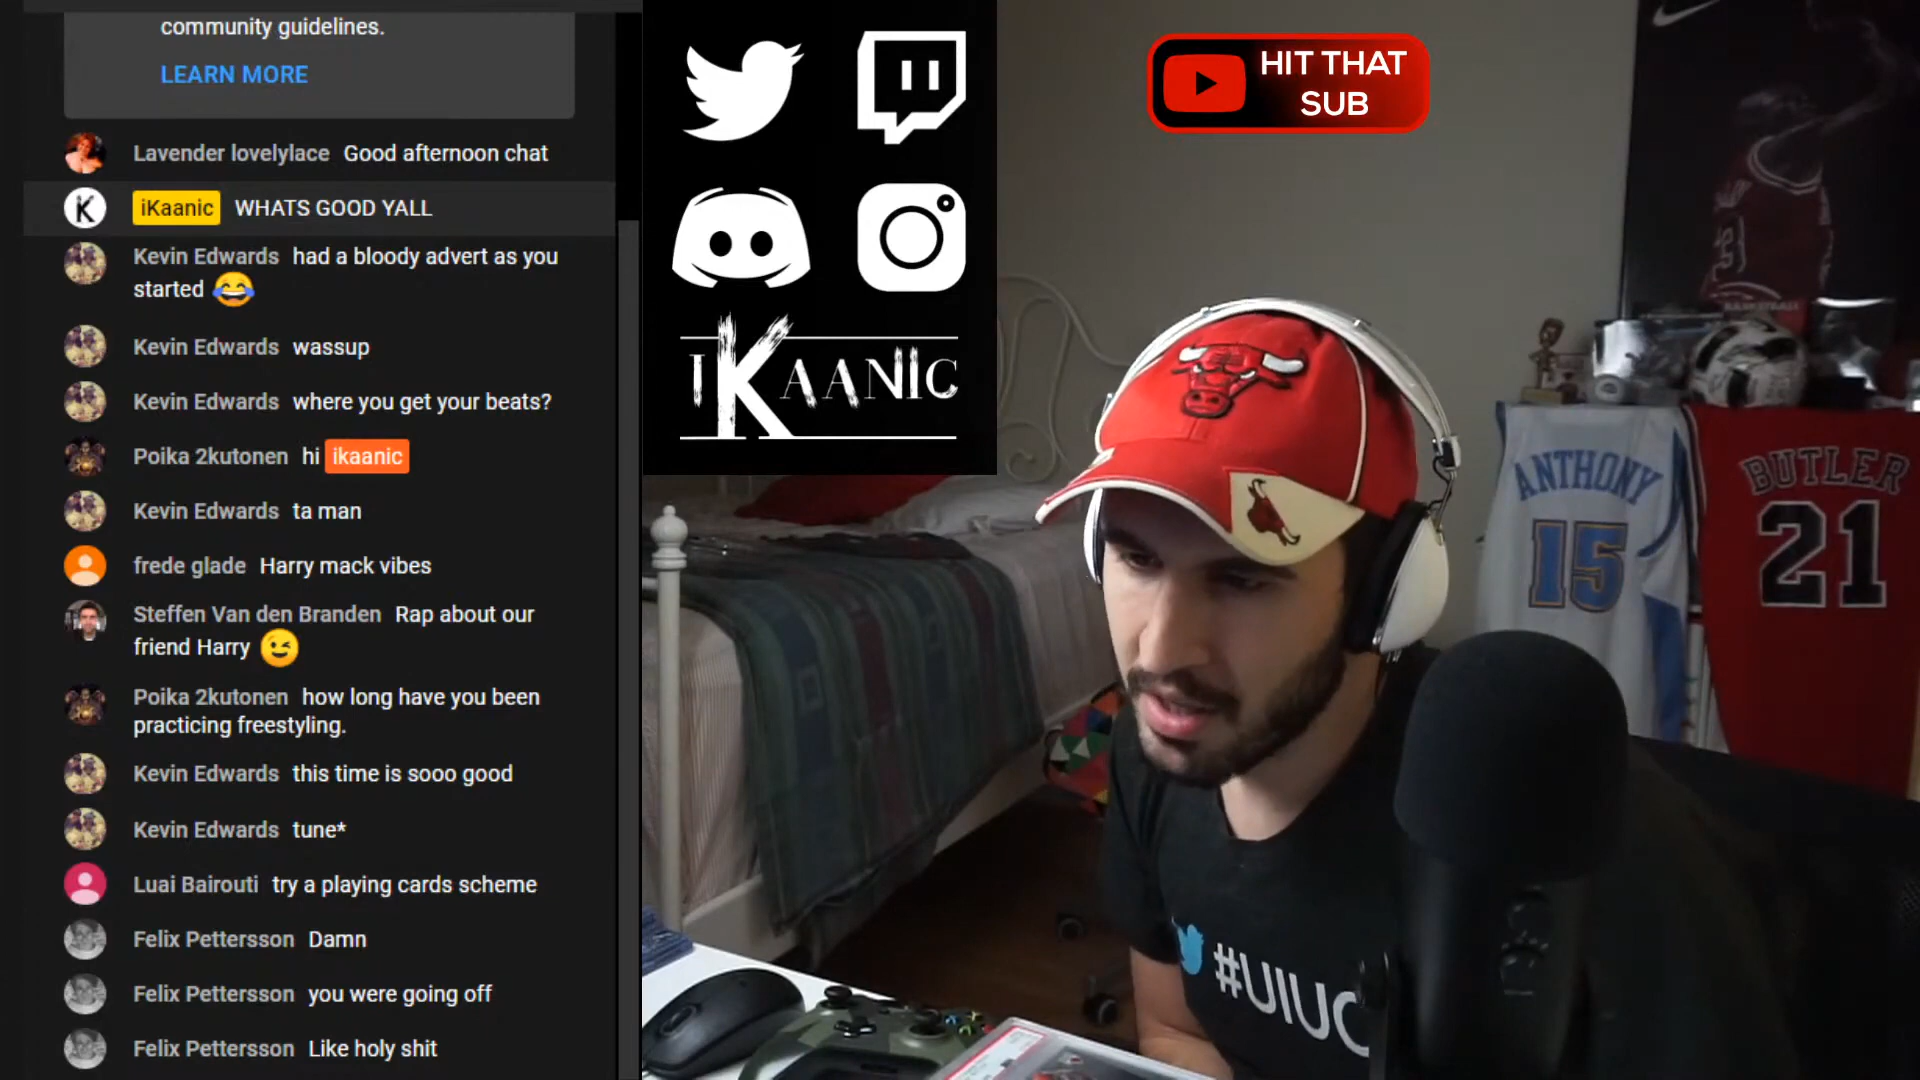 community guidelines.
LEARN MORE
Lavender lovelylace Good afternoon chat
iKaanic WHATS GOOD YALL
Kevin Edwards had a bloody advert as you
started
Kevin Edwards wassup
Kevin Edwards where you get your beats?
Poika 2kutonen hi ikaanic
Kevin Edwards ta man
frede glade Harry mack vibes
Steffen Van den Branden Rap about our
friend Harry
Poika 2kutonen how long have you been
practicing freestyling.
Kevin Edwards this time is sooo good
Kevin Edwards tune*
Luai Bairouti try a playing cards scheme
Felix Pettersson Damn
Felix Pettersson you were going off
Felix Pettersson Like holy shit
IKAANIC
HIT THAT
SUB
ANTHONY
15
BUTLER
21
#UIUC